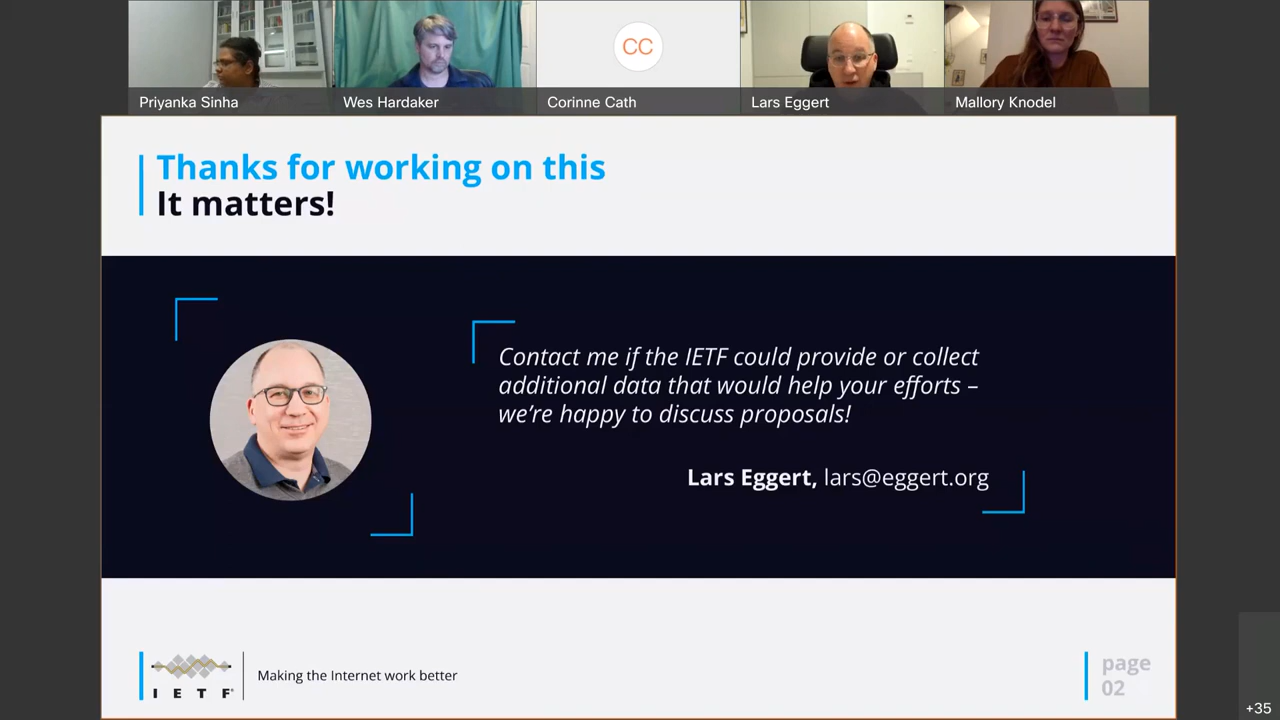 CC
Priyanka Sinha
Wes Hardaker
Corinne Cath
Lars Eggert
Mallory Knodel
Thanks for working on this
It matters!
Contact me if the IETF could provide or collect
additional data that would help your efforts –
we’re happy to discuss proposals!
Lars Eggert, lars@eggert.org
I E T F®
Making the Internet work better
page
02
+35